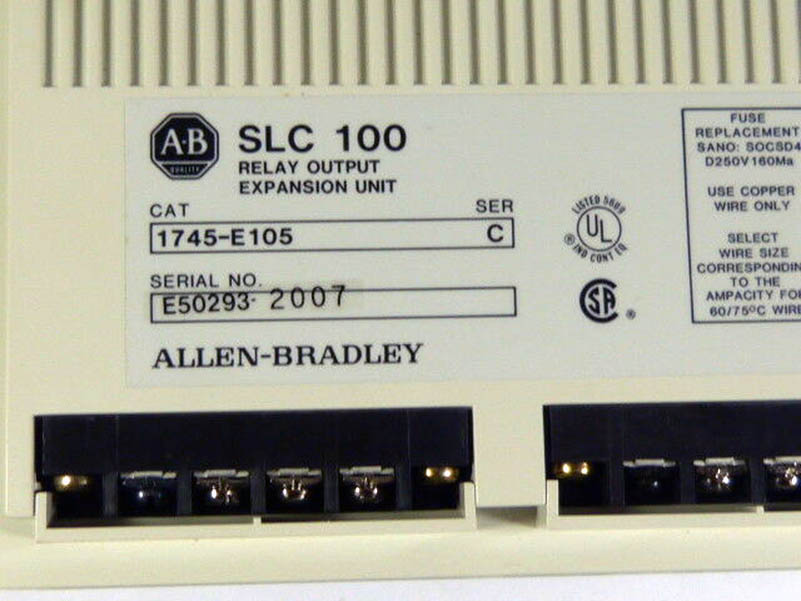 A·B
QUALITY
SLC 100
RELAY OUTPUT
EXPANSION UNIT
CAT SER
1745-E105 C
SERIAL NO.
E50293- 2007
ALLEN-BRADLEY
LISTED 56
UL
® IND CONT EQ
SA ®
FUSE
REPLACEMENT
SANO: SOCSD4
D250V160Ma
USE COPPER
WIRE ONLY
SELECT
WIRE SIZE
CORRESPONDIN
TO THE
AMPACITY FO
60/75°C WIRE